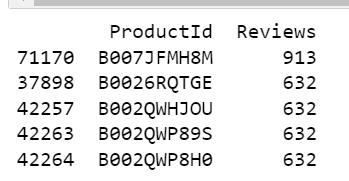 ProductId Reviews
71170 B007JFMH8M 913
37898 B0026RQTGE 632
42257 B002QWHJOU 632
42263 B002QWP89S 632
42264 B002QWP8H0 632